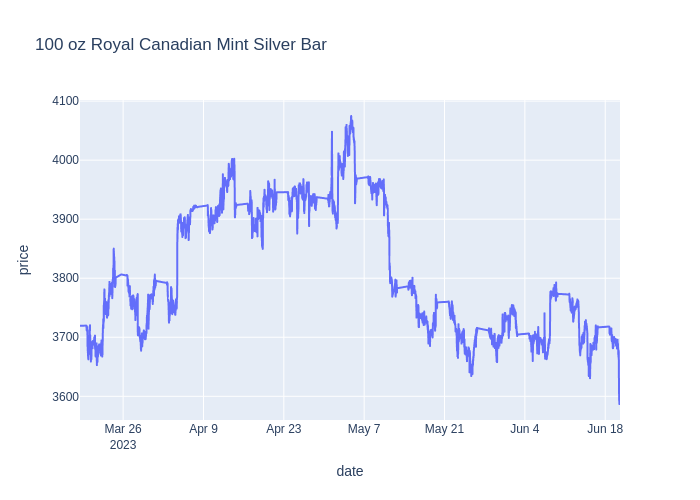 100 oz Royal Canadian Mint Silver Bar
4100
4000
3900
3800
3700
3600
price
Mar 26
2023
Apr 9
Apr 23
May 7
May 21
Jun 4
Jun 18
date